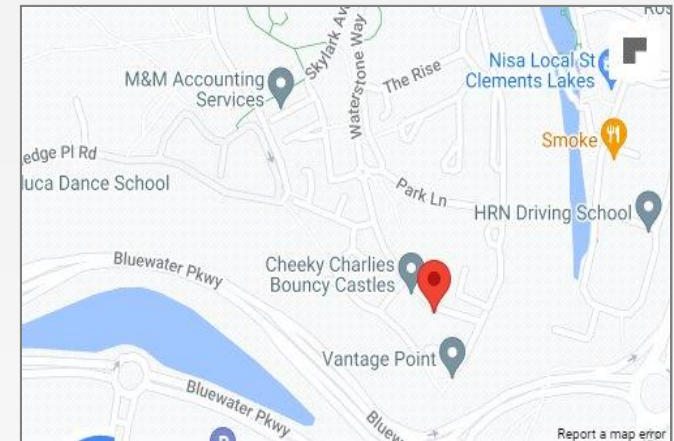 ROS
Skylark Av
Waterstone Way
M&M Accounting
Services
The Rise
Nisa Local St
Clements Lakes
Smoke
edge Pl Rd
luca Dance School
Park Ln
HRN Driving School
Bluewater Pkwy
Cheeky Charlies
Bouncy Castles
Vantage Point
Bluewater Pkwy
Bluew
P
Report a map error